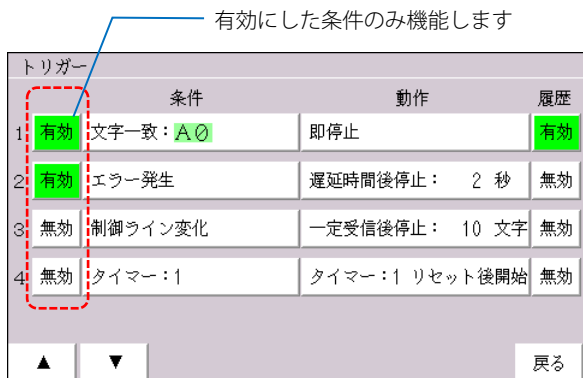 有効にした条件のみ機能します
トリガー
条件 動作 履歴
1 有効 文字一致：A0 即停止 有効
2 有効 エラー発生 遅延時間後停止： 2 秒 無効
3 無効 制御ライン変化 一定受信後停止： 10 文字 無効
4 無効 タイマー：1 タイマー：1 リセット後開始 無効
▲ ▼ 戻る